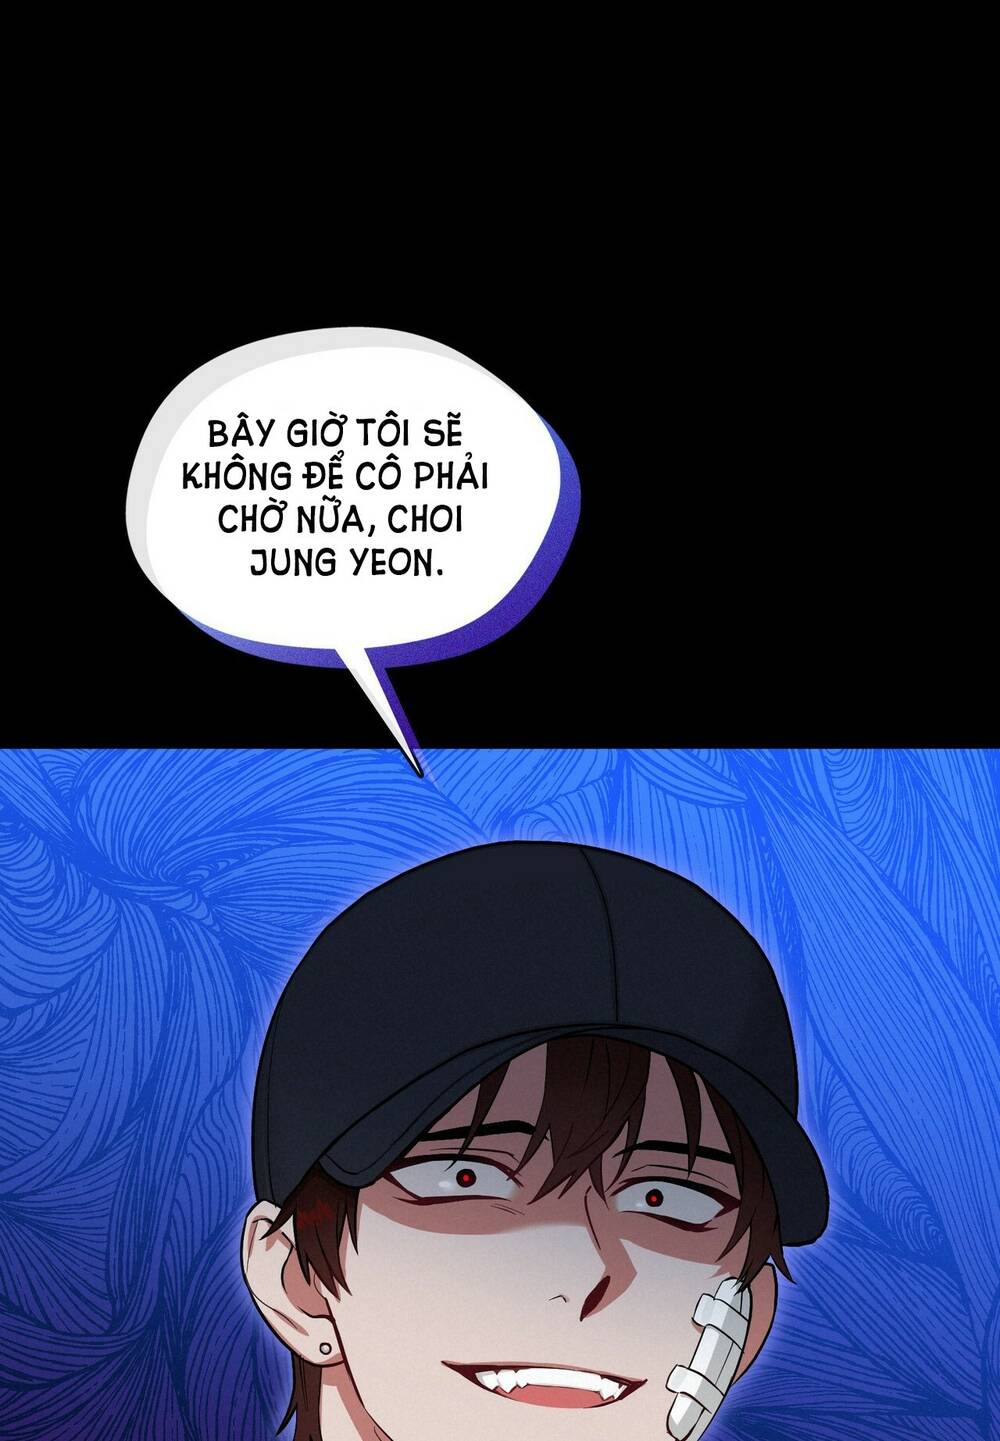 BÂY GIỜ TÔI SẼ
KHÔNG ĐỂ CÔ PHẢI
CHỜ NỮA, CHOI
JUNG YEON.